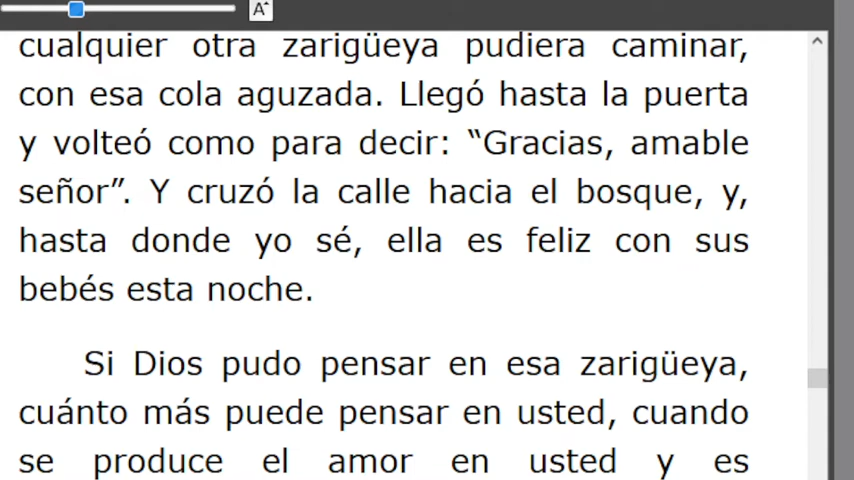 A
cualquier otra zarigüeya pudiera caminar,
con esa cola aguzada. Llegó hasta la puerta
y volteó como para decir: “Gracias, amable
señor”. Y cruzó la calle hacia el bosque, y,
hasta donde yo sé, ella es feliz con sus
bebés esta noche.
Si Dios pudo pensar en esa zarigüeya,
cuánto más puede pensar en usted, cuando
se produce el amor en usted y es